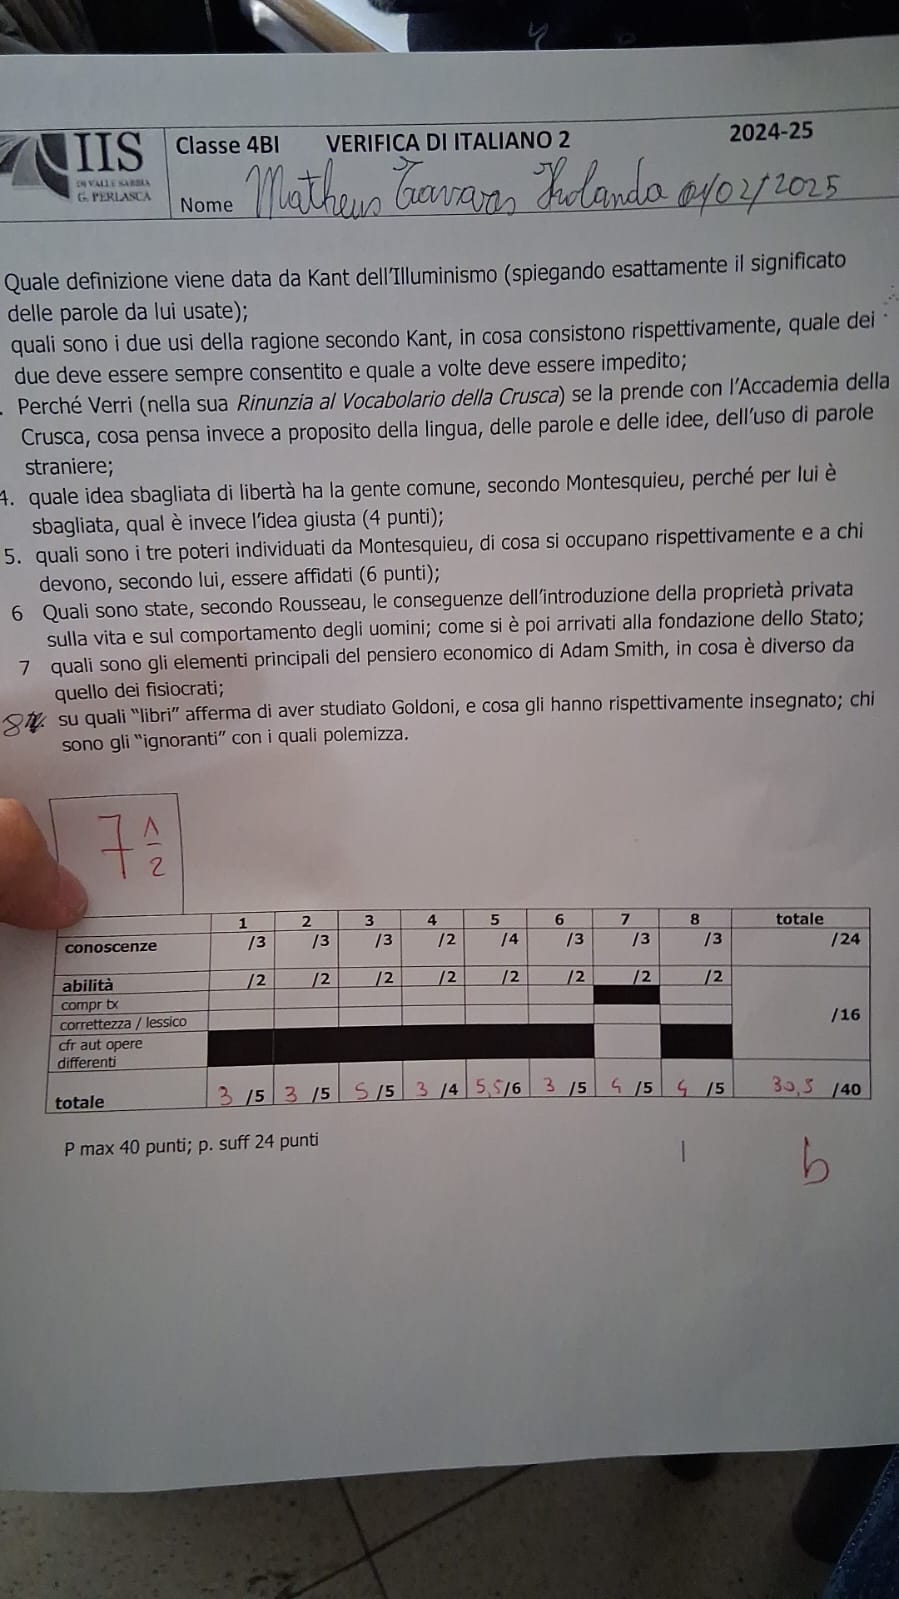 IIS
DI VALLE SABBIA
G. PERLASCA
Classe 4BI VERIFICA DI ITALIANO 2 2024-25
Nome Matheus Tavares Holanda 01/02/2025
Quale definizione viene data da Kant dell'Illuminismo (spiegando esattamente il significato
delle parole da lui usate);
quali sono i due usi della ragione secondo Kant, in cosa consistono rispettivamente, quale dei
due deve essere sempre consentito e quale a volte deve essere impedito;
. Perché Verri (nella sua Rinunzia al Vocabolario della Crusca) se la prende con l'Accademia della
Crusca, cosa pensa invece a proposito della lingua, delle parole e delle idee, dell'uso di parole
straniere;
4. quale idea sbagliata di libertà ha la gente comune, secondo Montesquieu, perché per lui è
sbagliata, qual è invece l'idea giusta (4 punti);
5. quali sono i tre poteri individuati da Montesquieu, di cosa si occupano rispettivamente e a chi
devono, secondo lui, essere affidati (6 punti);
6 Quali sono state, secondo Rousseau, le conseguenze dell'introduzione della proprietà privata
sulla vita e sul comportamento degli uomini; come si è poi arrivati alla fondazione dello Stato;
7 quali sono gli elementi principali del pensiero economico di Adam Smith, in cosa è diverso da
quello dei fisiocrati;
8 su quali "libri" afferma di aver studiato Goldoni, e cosa gli hanno rispettivamente insegnato; chi
sono gli "ignoranti" con i quali polemizza.
7 1/2
1 2 3 4 5 6 7 8 totale
conoscenze /3 /3 /3 /2 /4 /3 /3 /3 /24
abilità /2 /2 /2 /2 /2 /2 /2 /2
compr tx
correttezza / lessico /16
cfr aut opere
differenti
totale 3 /5 3 /5 5 /5 3 /4 5,5/6 3 /5 4 /5 4 /5 30,5 /40
P max 40 punti; p. suff 24 punti
b